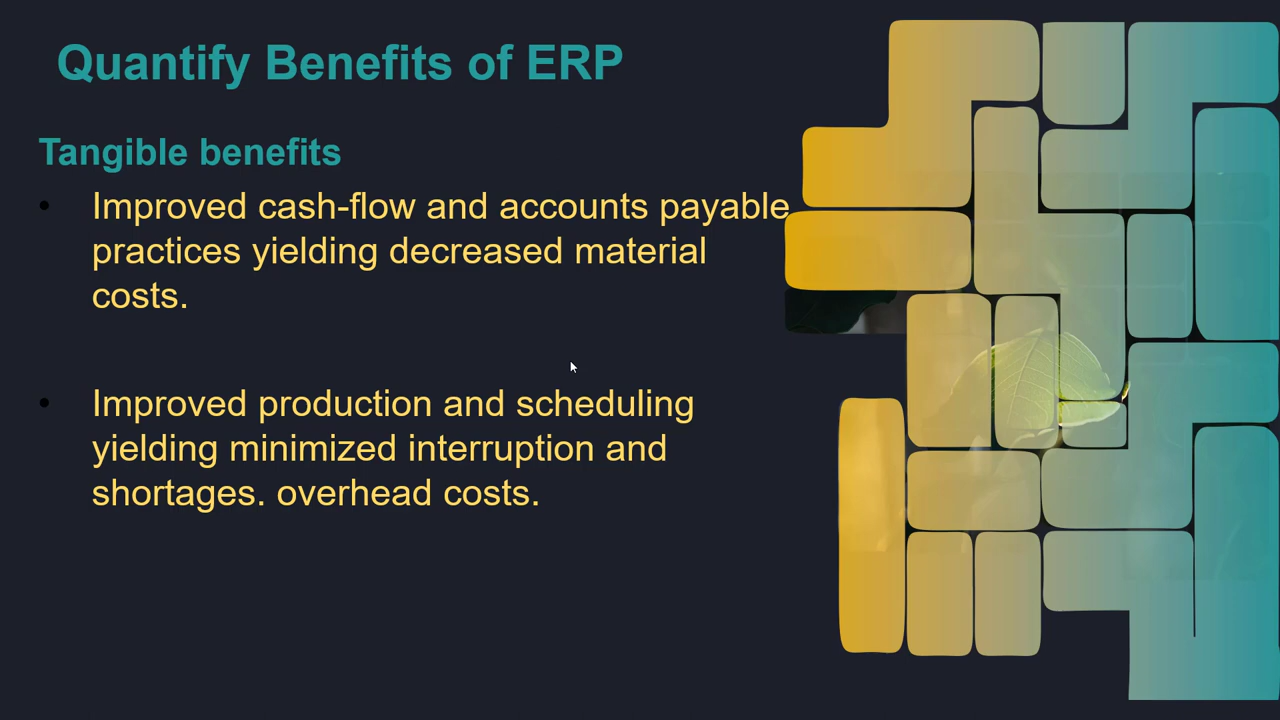 Quantify Benefits of ERP
Tangible benefits
• Improved cash-flow and accounts payable
practices yielding decreased material
costs.
• Improved production and scheduling
yielding minimized interruption and
shortages. overhead costs.